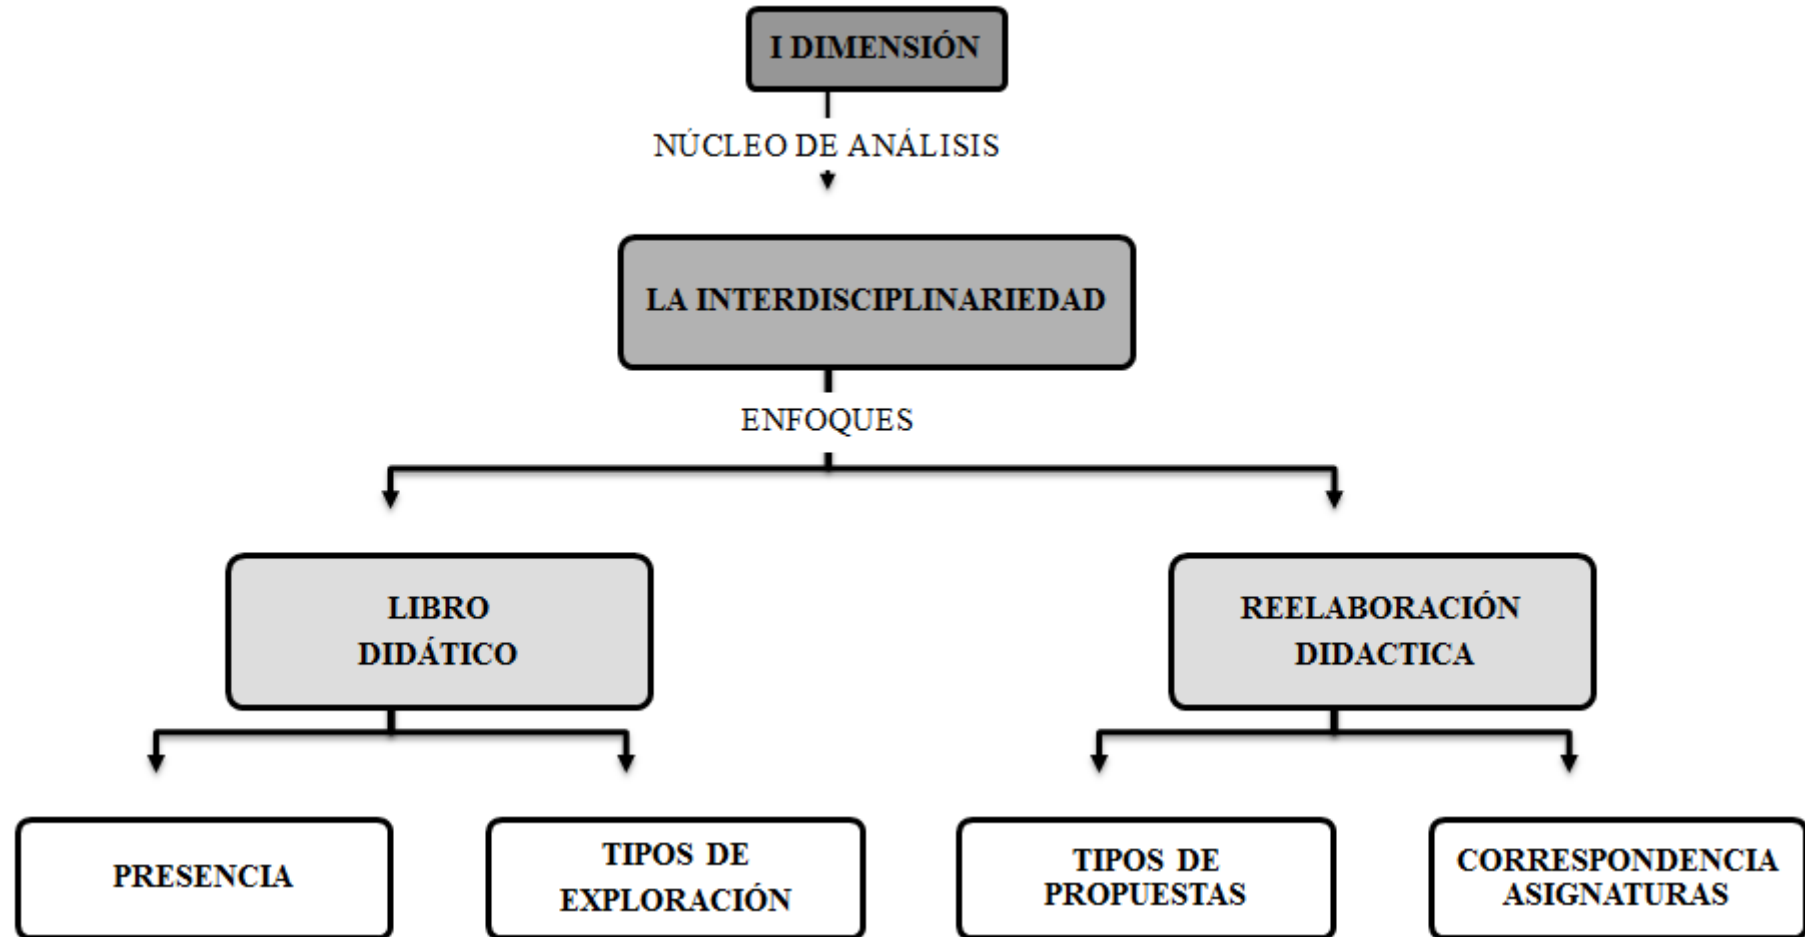 I DIMENSIÓN
NÚCLEO DE ANÁLISIS
LA INTERDISCIPLINARIEDAD
ENFOQUES
LIBRO
DIDÁTICO
REELABORACIÓN
DIDACTICA
PRESENCIA
TIPOS DE
EXPLORACIÓN
TIPOS DE
PROPUESTAS
CORRESPONDENCIA
ASIGNATURAS